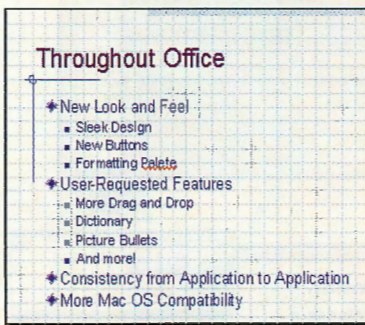 Throughout Office
New Look and Feel
Sleek Design
New Buttons
Formatting Palete
User-Requested Features
More Drag and Drop
Dictionary
Picture Bullets
And more!
Consistency from Application to Application
More Mac OS Compatibility